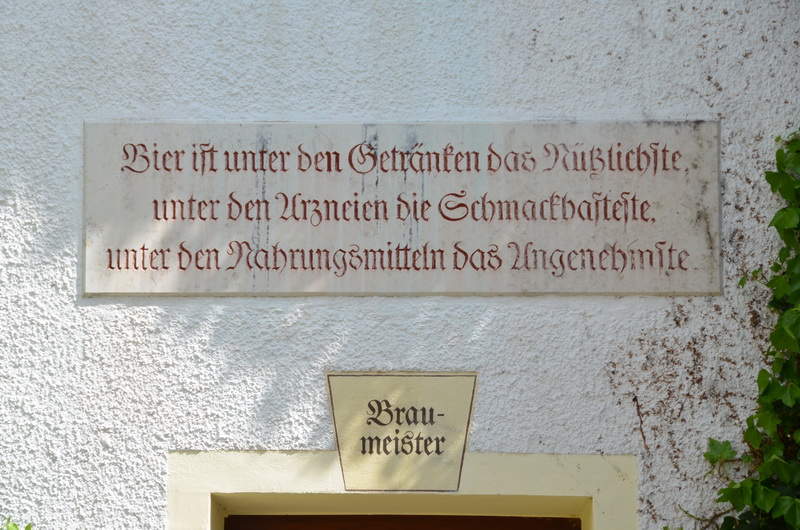 Bier ist unter den Getränken das Nützlichste,
unter den Arzneien die Schmackhafteste,
unter den Nahrungsmitteln das Angenehmste.
Brau-
meister